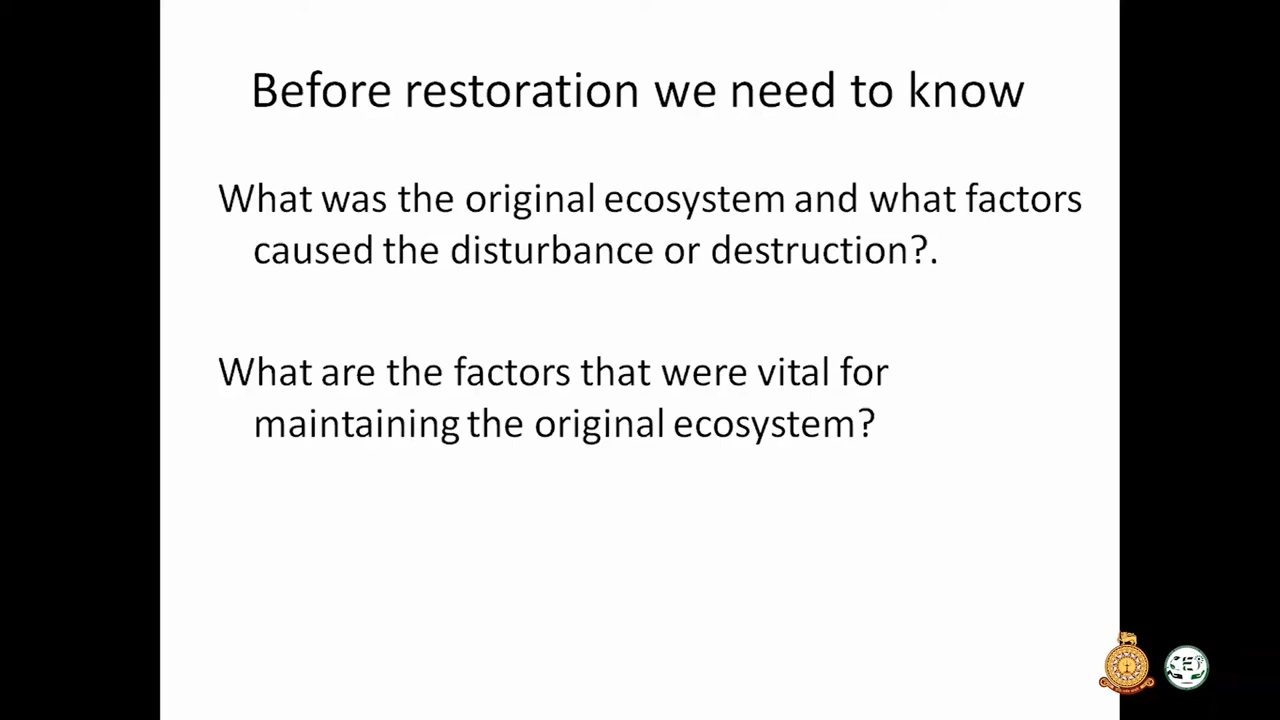 Before restoration we need to know
What was the original ecosystem and what factors
caused the disturbance or destruction?.
What are the factors that were vital for
maintaining the original ecosystem?